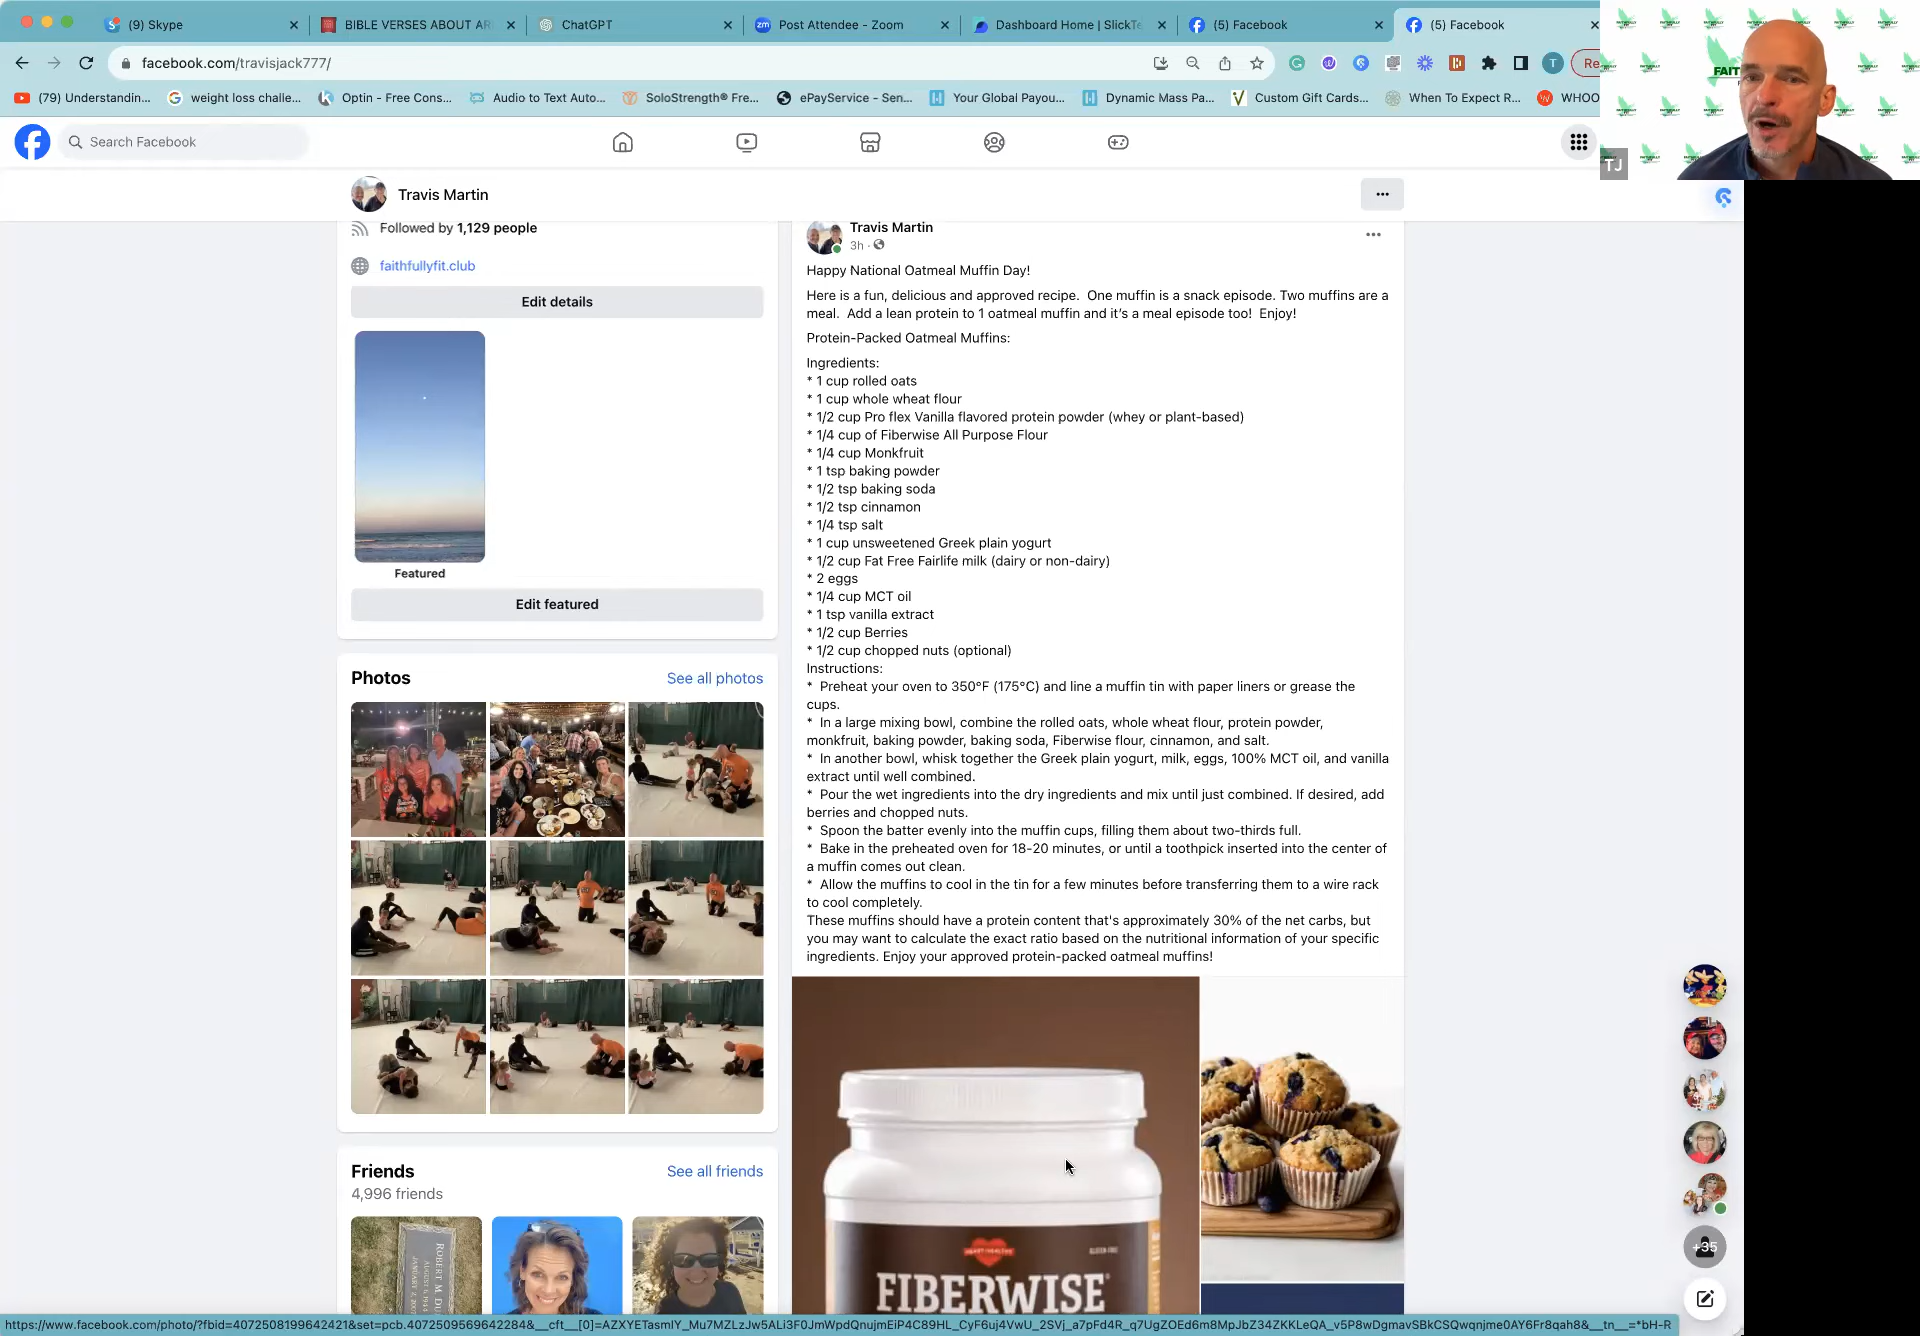 (9) Skype
BIBLE VERSES ABOUT AR
ChatGPT
Post Attendee - Zoom
Dashboard Home | SlickTe
(5) Facebook
(5) Facebook
facebook.com/travisjack777/
T
Re
(79) Understandin...
weight loss challe...
Optin - Free Cons...
Audio to Text Auto...
SoloStrength® Fre...
ePayService - Sen...
Your Global Payou...
Dynamic Mass Pa...
Custom Gift Cards...
When To Expect R...
WHOO
FAIT
TJ
Search Facebook
Travis Martin
Followed by 1,129 people
faithfullyfit.club
Edit details
Featured
Edit featured
Photos
See all photos
Friends
See all friends
4,996 friends
ROBERT M. DU
Travis Martin
3h ·
Happy National Oatmeal Muffin Day!
Here is a fun, delicious and approved recipe.  One muffin is a snack episode. Two muffins are a
meal.  Add a lean protein to 1 oatmeal muffin and it's a meal episode too!  Enjoy!
Protein-Packed Oatmeal Muffins:
Ingredients:
* 1 cup rolled oats
* 1 cup whole wheat flour
* 1/2 cup Pro flex Vanilla flavored protein powder (whey or plant-based)
* 1/4 cup of Fiberwise All Purpose Flour
* 1/4 cup Monkfruit
* 1 tsp baking powder
* 1/2 tsp baking soda
* 1/2 tsp cinnamon
* 1/4 tsp salt
* 1 cup unsweetened Greek plain yogurt
* 1/2 cup Fat Free Fairlife milk (dairy or non-dairy)
* 2 eggs
* 1/4 cup MCT oil
* 1 tsp vanilla extract
* 1/2 cup Berries
* 1/2 cup chopped nuts (optional)
Instructions:
*  Preheat your oven to 350°F (175°C) and line a muffin tin with paper liners or grease the
cups.
*  In a large mixing bowl, combine the rolled oats, whole wheat flour, protein powder,
monkfruit, baking powder, baking soda, Fiberwise flour, cinnamon, and salt.
*  In another bowl, whisk together the Greek plain yogurt, milk, eggs, 100% MCT oil, and vanilla
extract until well combined.
*  Pour the wet ingredients into the dry ingredients and mix until just combined. If desired, add
berries and chopped nuts.
*  Spoon the batter evenly into the muffin cups, filling them about two-thirds full.
*  Bake in the preheated oven for 18-20 minutes, or until a toothpick inserted into the center of
a muffin comes out clean.
*  Allow the muffins to cool in the tin for a few minutes before transferring them to a wire rack
to cool completely.
These muffins should have a protein content that's approximately 30% of the net carbs, but
you may want to calculate the exact ratio based on the nutritional information of your specific
ingredients. Enjoy your approved protein-packed oatmeal muffins!
HEART-HEALTHY
GLUTEN-FREE
FIBERWISE
+35